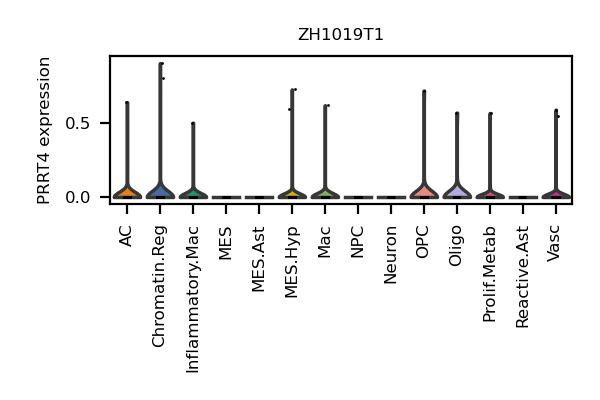 ZH1019T1
PRRT4 expression
0.5
0.0
AC
Chromatin.Reg
Inflammatory.Mac
MES
MES.Ast
MES.Hyp
Mac
NPC
Neuron
OPC
Oligo
Prolif.Metab
Reactive.Ast
Vasc